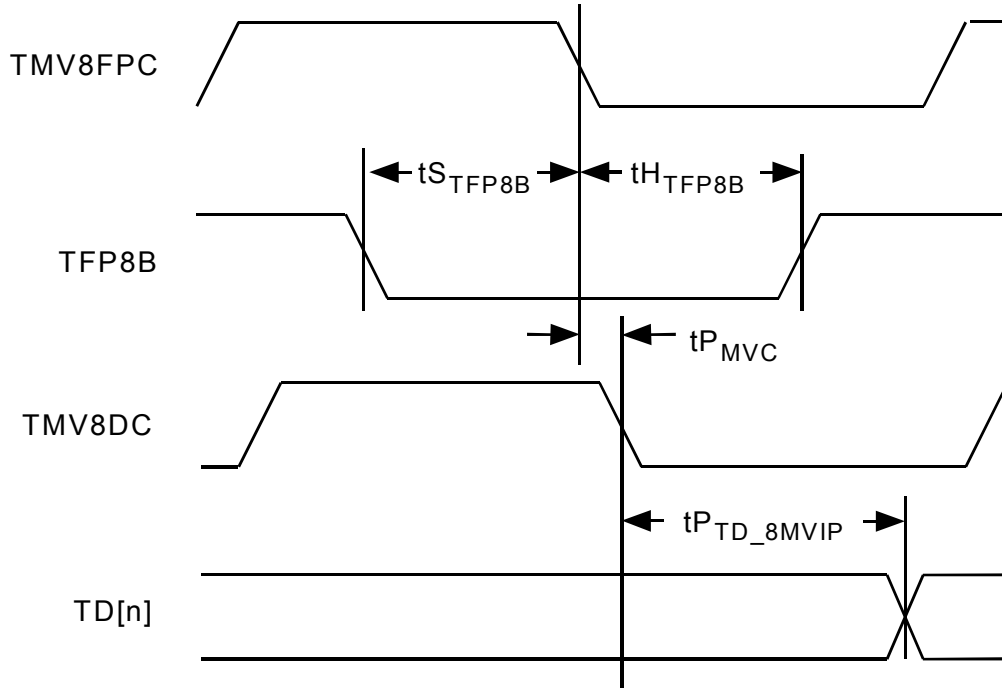 TMV8FPC
tS_TFP8B
tH_TFP8B
TFP8B
tP_MVC
TMV8DC
tP_TD_8MVIP
TD[n]